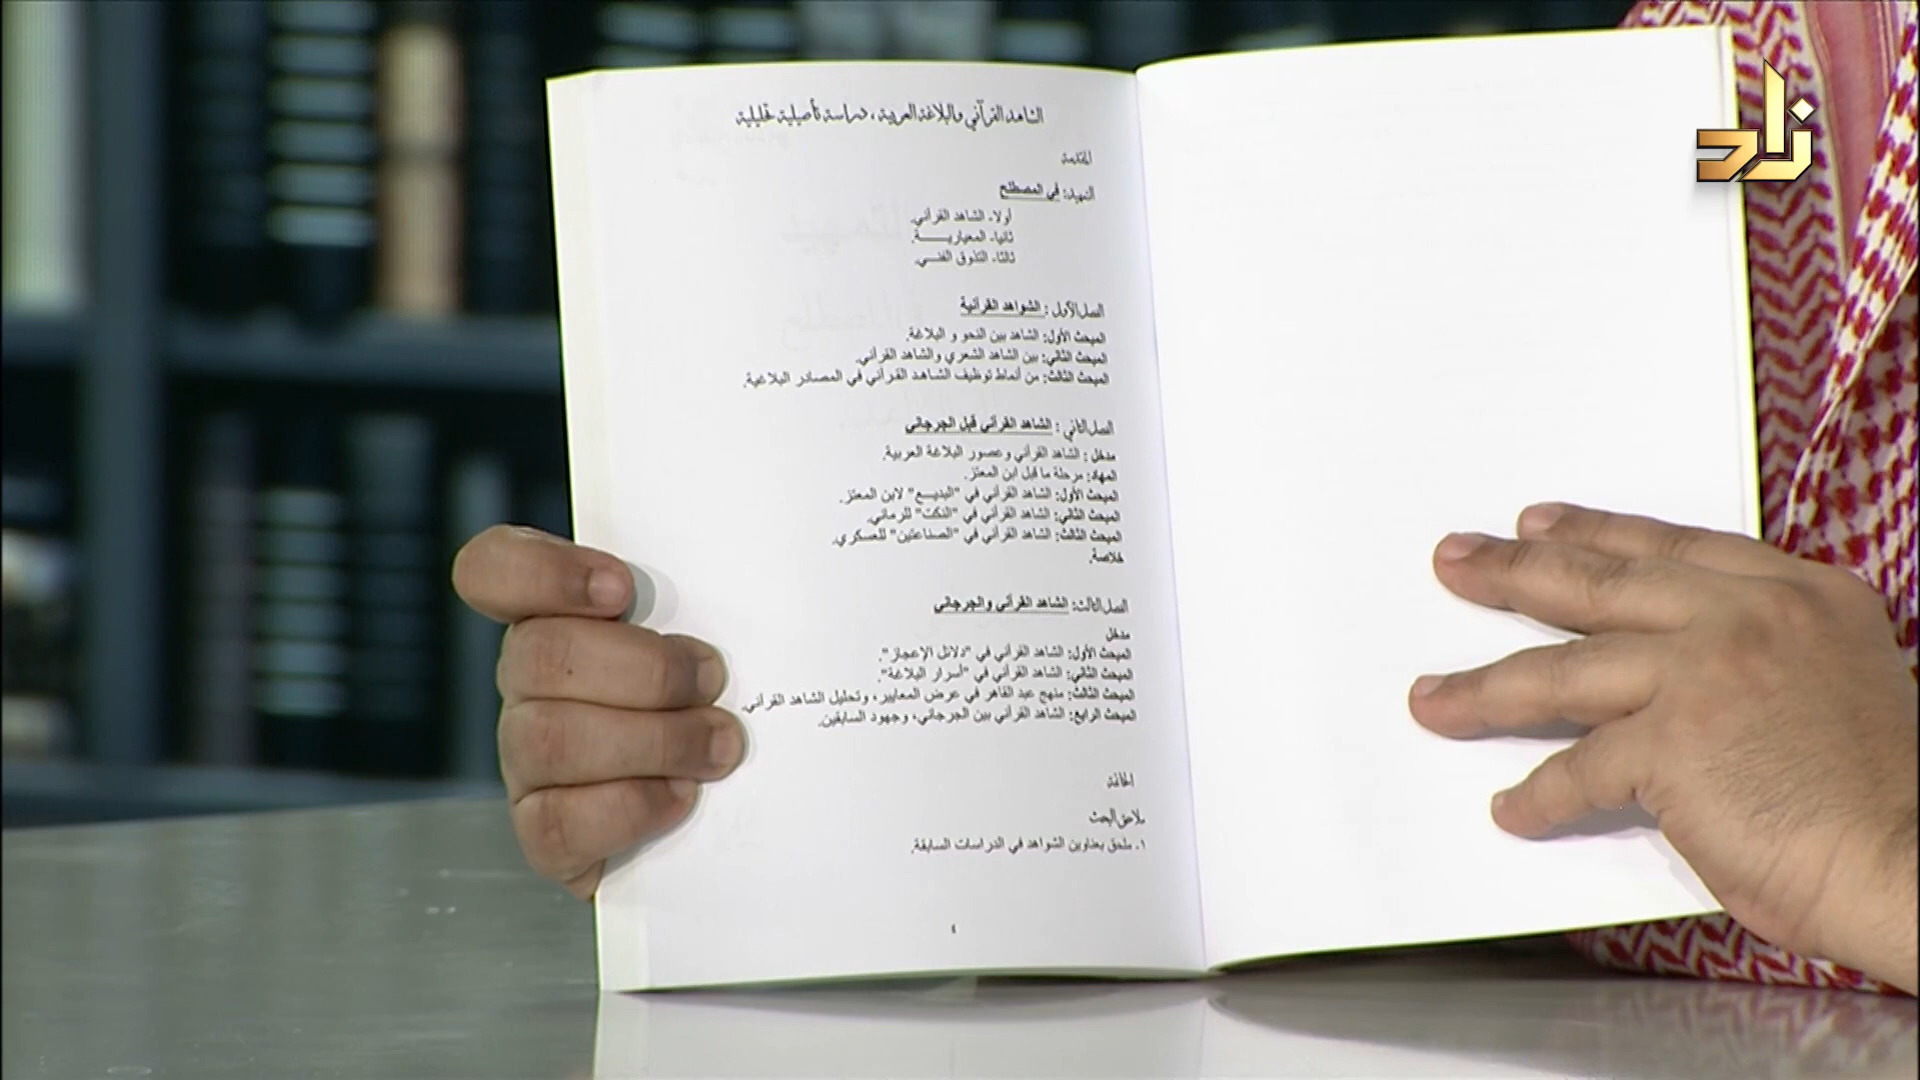 زاد
الشاهد القرآني والبلاغة العربية، دراسة تأصيلية تحليلية
المقدمة
التمهيد: في المصطلح
أولا- الشاهد القرآني.
ثانيا- المعياريـــــة.
ثالثا- التذوق الفنـــي.
الفصل الأول: الشواهد القرآنية
المبحث الأول: الشاهد بين النحو و البلاغة.
المبحث الثاني: بين الشاهد الشعري والشاهد القرآني.
المبحث الثالث: من أنماط توظيف الشاهد القرآني في المصادر البلاغية.
الفصل الثاني: الشاهد القرآني قبل الجرجاني
مدخل: الشاهد القرآني وعصور البلاغة العربية.
المهاد: مرحلة ما قبل ابن المعتز.
المبحث الأول: الشاهد القرآني في "البديـــع" لابن المعتز.
المبحث الثاني: الشاهد القرآني في "النكت" للرماني.
المبحث الثالث: الشاهد القرآني في "الصناعتين" للعسكري.
خلاصة.
الفصل الثالث: الشاهد القرآني والجرجاني
مدخل
المبحث الأول: الشاهد القرآني في "دلائل الإعجاز".
المبحث الثاني: الشاهد القرآني في "أسرار البلاغة".
المبحث الثالث: منهج عبد القاهر في عرض المعايير، وتحليل الشاهد القرآني.
المبحث الرابع: الشاهد القرآني بين الجرجاني، وجهود السابقين.
الخاتمة
ملاحق البحث
١- ملحق بعناوين الشواهد في الدراسات السابقة.
٤